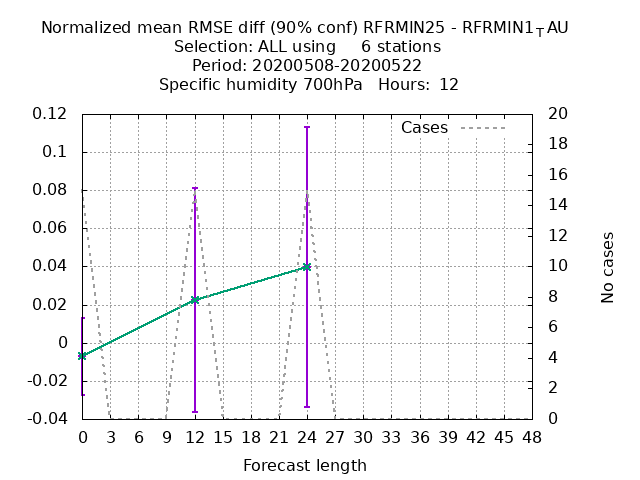 Normalized mean RMSE diff (90% conf) RFRMIN25 - RFRMIN1TAU
Selection: ALL using 6 stations
Period: 20200508-20200522
Specific humidity 700hPa Hours: 12
0.12
0.1
0.08
0.06
0.04
0.02
0
-0.02
-0.04
Cases
20
18
16
14
12
10
8
6
4
2
0
No cases
0 3 6 9 12 15 18 21 24 27 30 33 36 39 42 45 48
Forecast length